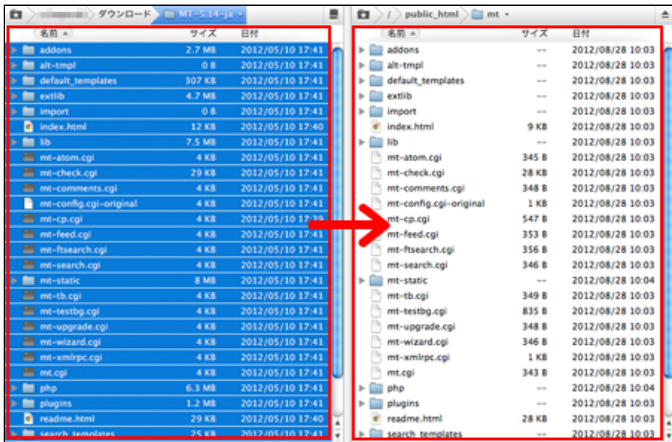 ダウンロード MT-5.14-ja
名前 サイズ 日付
addons 2.7 MB 2012/05/10 17:41
alt-tmpl 0 B 2012/05/10 17:41
default_templates 307 KB 2012/05/10 17:41
extlib 4.7 MB 2012/05/10 17:41
import 0 B 2012/05/10 17:41
index.html 12 KB 2012/05/10 17:40
lib 7.5 MB 2012/05/10 17:41
mt-atom.cgi 4 KB 2012/05/10 17:41
mt-check.cgi 29 KB 2012/05/10 17:41
mt-comments.cgi 4 KB 2012/05/10 17:41
mt-config.cgi-original 4 KB 2012/05/10 17:41
mt-cp.cgi 4 KB 2012/05/10 17:39
mt-feed.cgi 4 KB 2012/05/10 17:41
mt-ftsearch.cgi 4 KB 2012/05/10 17:41
mt-search.cgi 4 KB 2012/05/10 17:41
mt-static 8 MB 2012/05/10 17:41
mt-tb.cgi 4 KB 2012/05/10 17:41
mt-testbg.cgi 4 KB 2012/05/10 17:41
mt-upgrade.cgi 4 KB 2012/05/10 17:41
mt-wizard.cgi 4 KB 2012/05/10 17:41
mt-xmlrpc.cgi 4 KB 2012/05/10 17:41
mt.cgi 4 KB 2012/05/10 17:41
php 6.3 MB 2012/05/10 17:41
plugins 1.2 MB 2012/05/10 17:41
readme.html 29 KB 2012/05/10 17:40
search_templates 25 KB 2012/05/10 17:41
/ public_html mt
名前 サイズ 日付
addons -- 2012/08/28 10:03
alt-tmpl -- 2012/08/28 10:03
default_templates -- 2012/08/28 10:03
extlib -- 2012/08/28 10:03
import -- 2012/08/28 10:03
index.html 9 KB 2012/08/28 10:03
lib -- 2012/08/28 10:03
mt-atom.cgi 345 B 2012/08/28 10:03
mt-check.cgi 28 KB 2012/08/28 10:03
mt-comments.cgi 348 B 2012/08/28 10:03
mt-config.cgi-original 1 KB 2012/08/28 10:03
mt-cp.cgi 547 B 2012/08/28 10:03
mt-feed.cgi 353 B 2012/08/28 10:03
mt-ftsearch.cgi 356 B 2012/08/28 10:03
mt-search.cgi 346 B 2012/08/28 10:03
mt-static -- 2012/08/28 10:04
mt-tb.cgi 349 B 2012/08/28 10:03
mt-testbg.cgi 835 B 2012/08/28 10:03
mt-upgrade.cgi 348 B 2012/08/28 10:03
mt-wizard.cgi 346 B 2012/08/28 10:03
mt-xmlrpc.cgi 1 KB 2012/08/28 10:03
mt.cgi 343 B 2012/08/28 10:03
php -- 2012/08/28 10:04
plugins -- 2012/08/28 10:03
readme.html 28 KB 2012/08/28 10:03
search_templates -- 2012/08/28 10:03